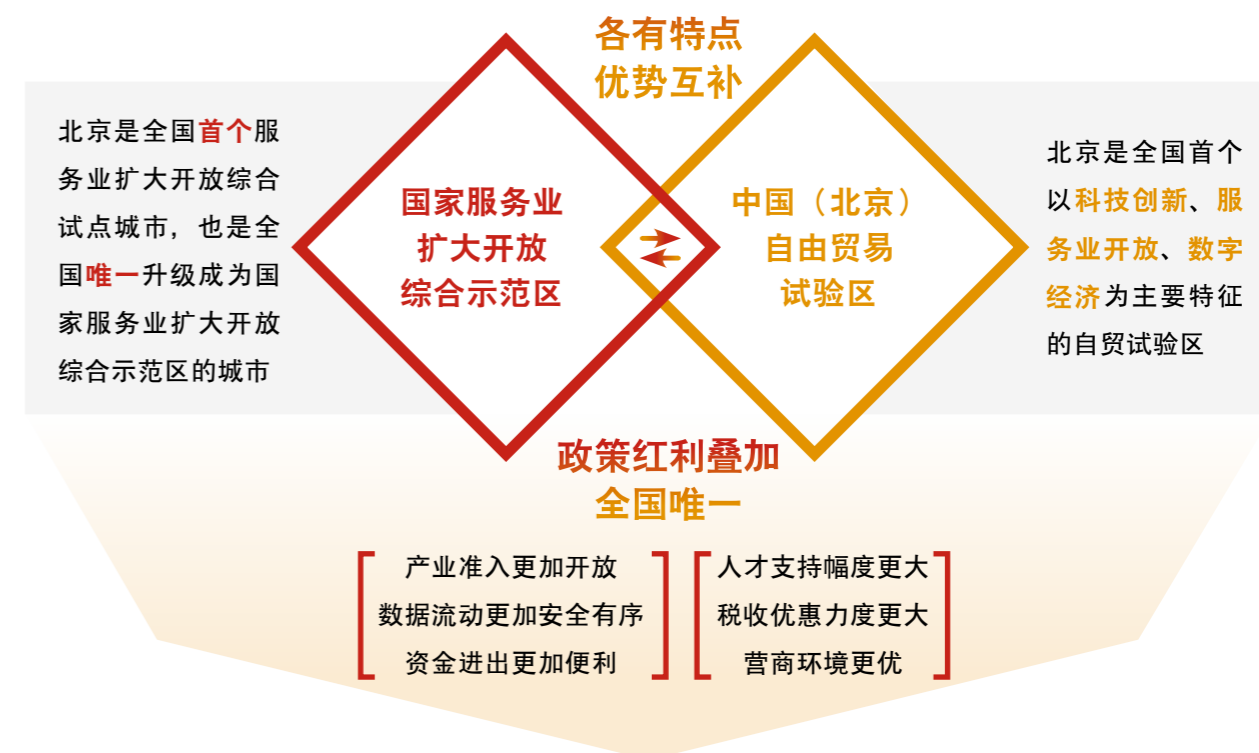 各有特点
优势互补
北京是全国首个服
务业扩大开放综合
试点城市，也是全
国唯一升级成为国
家服务业扩大开放
综合示范区的城市
国家服务业
扩大开放
综合示范区
中国（北京）
自由贸易
试验区
北京是全国首个
以科技创新、服
务业开放、数字
经济为主要特征
的自贸试验区
政策红利叠加
全国唯一
产业准入更加开放
数据流动更加安全有序
资金进出更加便利
人才支持幅度更大
税收优惠力度更大
营商环境更优